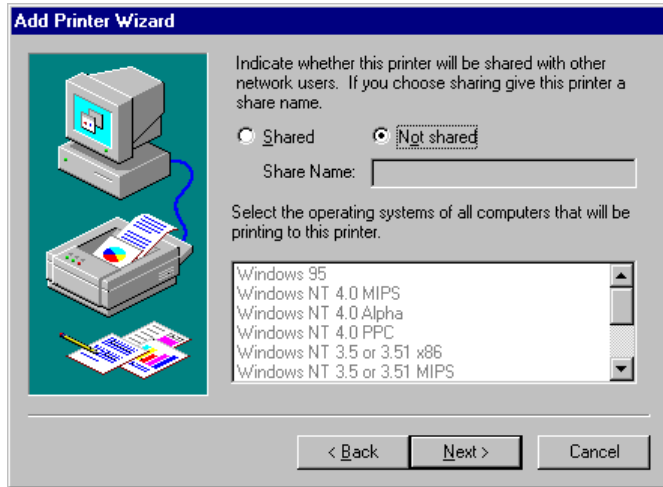 Add Printer Wizard
Indicate whether this printer will be shared with other
network users. If you choose sharing give this printer a
share name.
Shared Not shared
Share Name:
Select the operating systems of all computers that will be
printing to this printer.
Windows 95
Windows NT 4.0 MIPS
Windows NT 4.0 Alpha
Windows NT 4.0 PPC
Windows NT 3.5 or 3.51 x86
Windows NT 3.5 or 3.51 MIPS
< Back Next > Cancel